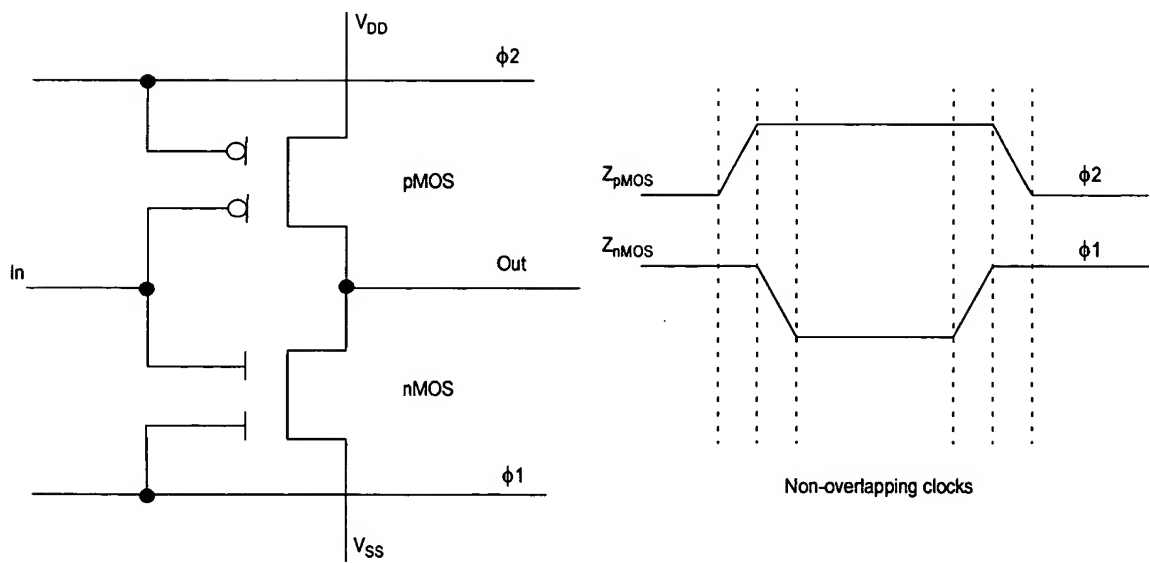 V_DD
ϕ2
pMOS
In
Out
nMOS
ϕ1
V_SS
Z_pMOS
ϕ2
Z_nMOS
ϕ1
Non-overlapping clocks